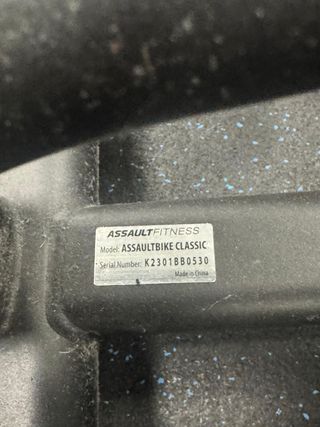 ASSAULTFITNESS
Model: ASSAULTBIKE CLASSIC
Serial Number: K2301BB0530
Made in China